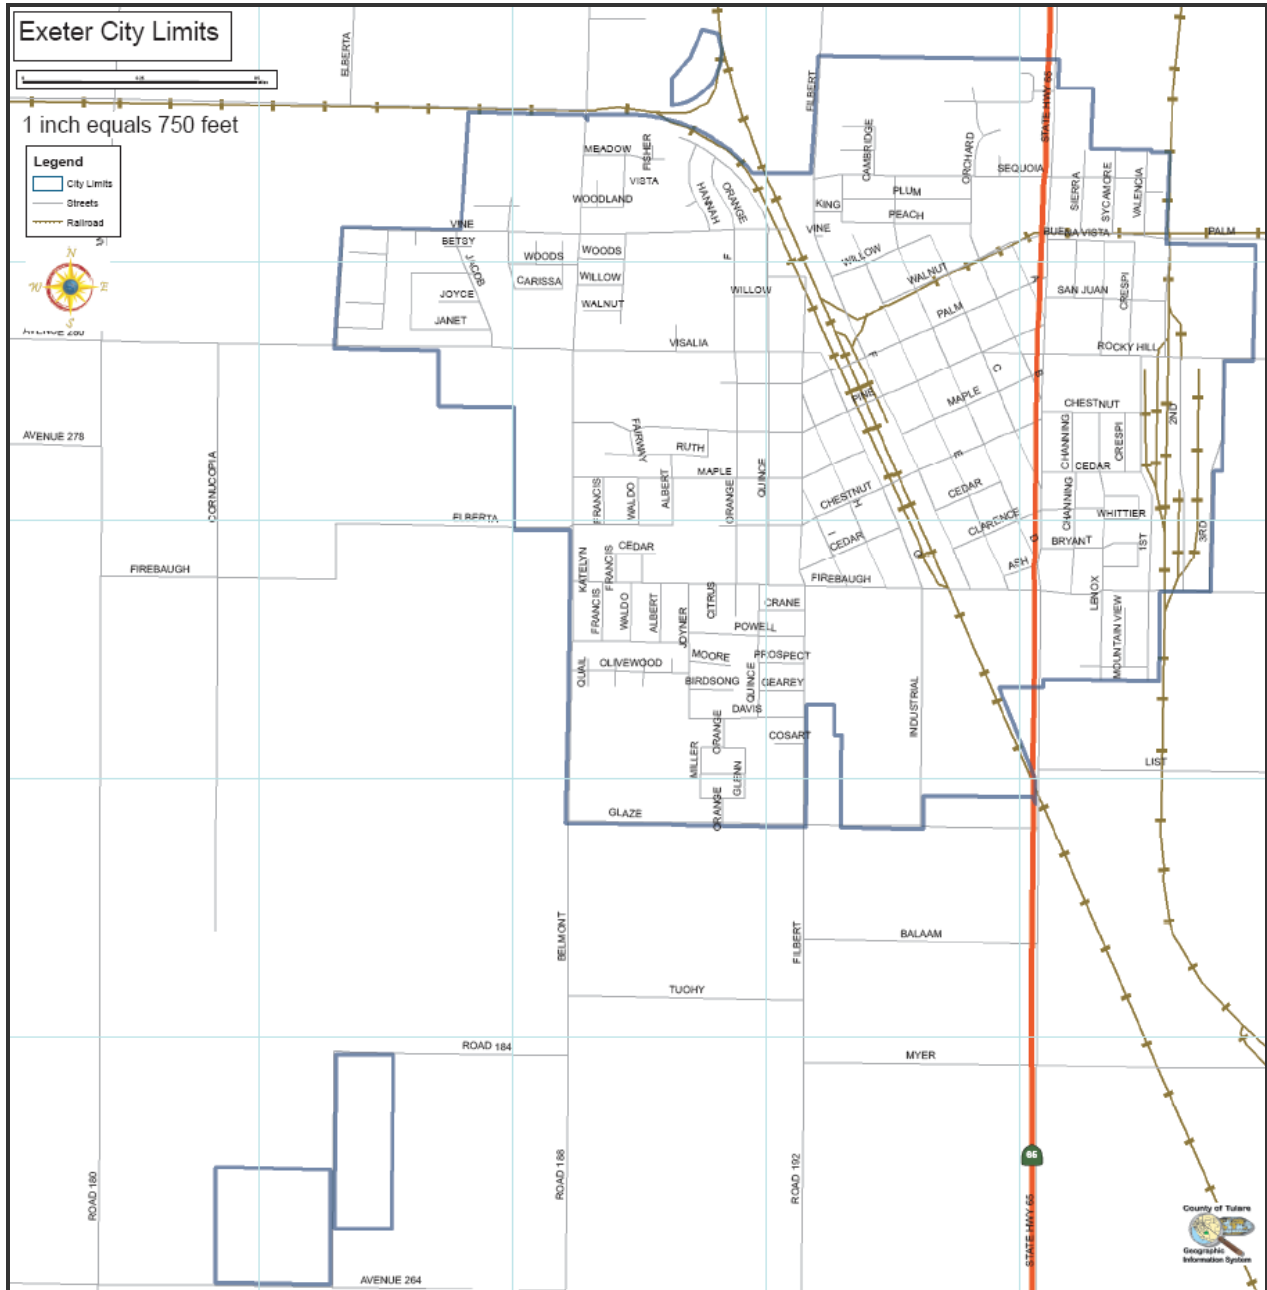 Exeter City Limits
1 inch equals 750 feet
Legend
City Limits
Streets
Railroad
N
W
E
S
ELBERTA
FILBERT
STATE HWY 65
MEADOW
FISHER
VISTA
WOODLAND
HANNAH
ORANGE
CAMBRIDGE
ORCHARD
SEQUOIA
PLUM
KING
PEACH
VINE
SIERRA
SYCAMORE
VALENCIA
VINE
BETSY
JACOB
WOODS
WOODS
CARISSA
WILLOW
WALNUT
JOYCE
JANET
F
WILLOW
WILLOW
WALNUT
PALM
BUENA VISTA
PALM
A
SAN JUAN
CRESPI
AVENUE 280
VISALIA
ROCKY HILL
F
C
B
PINE
MAPLE
CHESTNUT
2ND
AVENUE 278
CORNUCOPIA
FAIRWAY
RUTH
MAPLE
QUINCE
CHANNING
CRESPI
CEDAR
E
FRANCIS
WALDO
ALBERT
ORANGE
CHESTNUT
H
CEDAR
CHANNING
WHITTIER
ELBERTA
I
CEDAR
CLARENCE
D
BRYANT
1ST
3RD
G
ASH
FIREBAUGH
KATELYN
FRANCIS
CEDAR
FIREBAUGH
LENOX
FRANCIS
WALDO
ALBERT
JOYNER
CITRUS
CRANE
POWELL
MOUNTAIN VIEW
QUAIL
OLIVEWOOD
MOORE
PROSPECT
BIRDSONG
QUINCE
GEAREY
DAVIS
ORANGE
COSART
INDUSTRIAL
MILLER
GLENN
LIST
GLAZE
ORANGE
BELMONT
FILBERT
BALAAM
TUOHY
ROAD 184
MYER
ROAD 180
ROAD 188
ROAD 192
65
STATE HWY 65
AVENUE 264
County of Tulare
Geographic
Information System